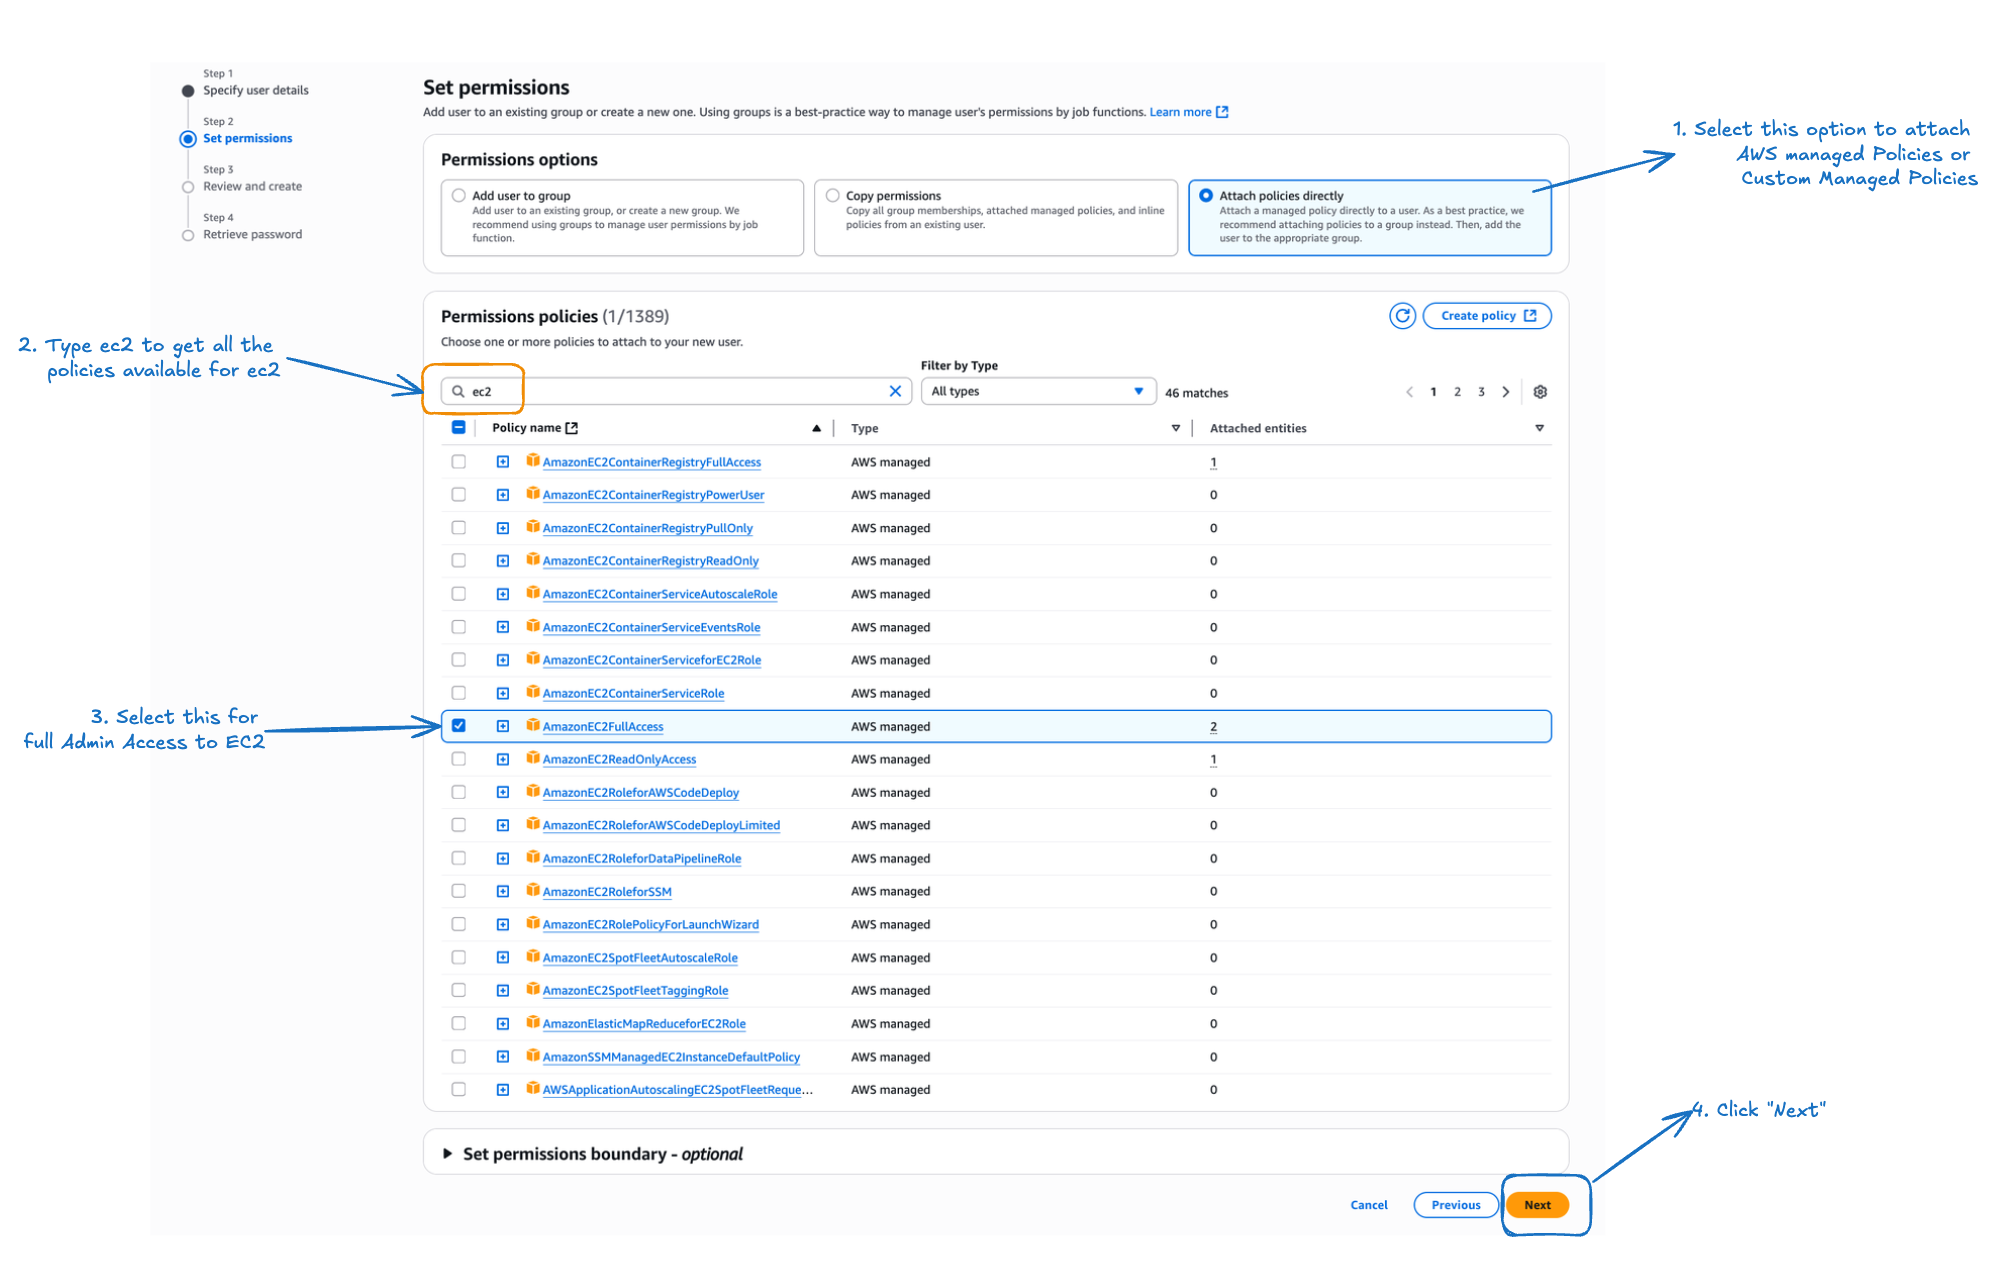 Step 1
Specify user details
Step 2
Set permissions
Step 3
Review and create
Step 4
Retrieve password
Set permissions
Add user to an existing group or create a new one. Using groups is a best-practice way to manage user's permissions by job functions. Learn more
Permissions options
Add user to group
Add user to an existing group, or create a new group. We
recommend using groups to manage user permissions by job
function.
Copy permissions
Copy all group memberships, attached managed policies, and inline
policies from an existing user.
Attach policies directly
Attach a managed policy directly to a user. As a best practice, we
recommend attaching policies to a group instead. Then, add the
user to the appropriate group.
1. Select this option to attach
AWS managed Policies or
Custom Managed Policies
Permissions policies (1/1389)
Create policy
Choose one or more policies to attach to your new user.
2. Type ec2 to get all the
policies available for ec2
Filter by Type
ec2
All types
46 matches
1 2 3
Policy name Type Attached entities
AmazonEC2ContainerRegistryFullAccess AWS managed 1
AmazonEC2ContainerRegistryPowerUser AWS managed 0
AmazonEC2ContainerRegistryPullOnly AWS managed 0
AmazonEC2ContainerRegistryReadOnly AWS managed 0
AmazonEC2ContainerServiceAutoscaleRole AWS managed 0
AmazonEC2ContainerServiceEventsRole AWS managed 0
AmazonEC2ContainerServiceforEC2Role AWS managed 0
AmazonEC2ContainerServiceRole AWS managed 0
3. Select this for
full Admin Access to EC2
AmazonEC2FullAccess AWS managed 2
AmazonEC2ReadOnlyAccess AWS managed 1
AmazonEC2RoleforAWSCodeDeploy AWS managed 0
AmazonEC2RoleforAWSCodeDeployLimited AWS managed 0
AmazonEC2RoleforDataPipelineRole AWS managed 0
AmazonEC2RoleforSSM AWS managed 0
AmazonEC2RolePolicyForLaunchWizard AWS managed 0
AmazonEC2SpotFleetAutoscaleRole AWS managed 0
AmazonEC2SpotFleetTaggingRole AWS managed 0
AmazonElasticMapReduceforEC2Role AWS managed 0
AmazonSSMManagedEC2InstanceDefaultPolicy AWS managed 0
AWSApplicationAutoscalingEC2SpotFleetReque... AWS managed 0
4. Click "Next"
Set permissions boundary - optional
Cancel
Previous
Next